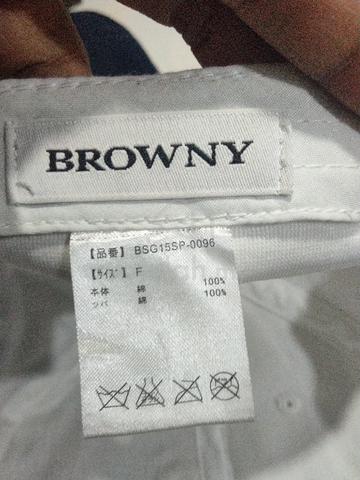 BROWNY
【品番】 BSG15SP-0096
【サイズ】 F
本体 綿 100%
ツバ 綿 100%